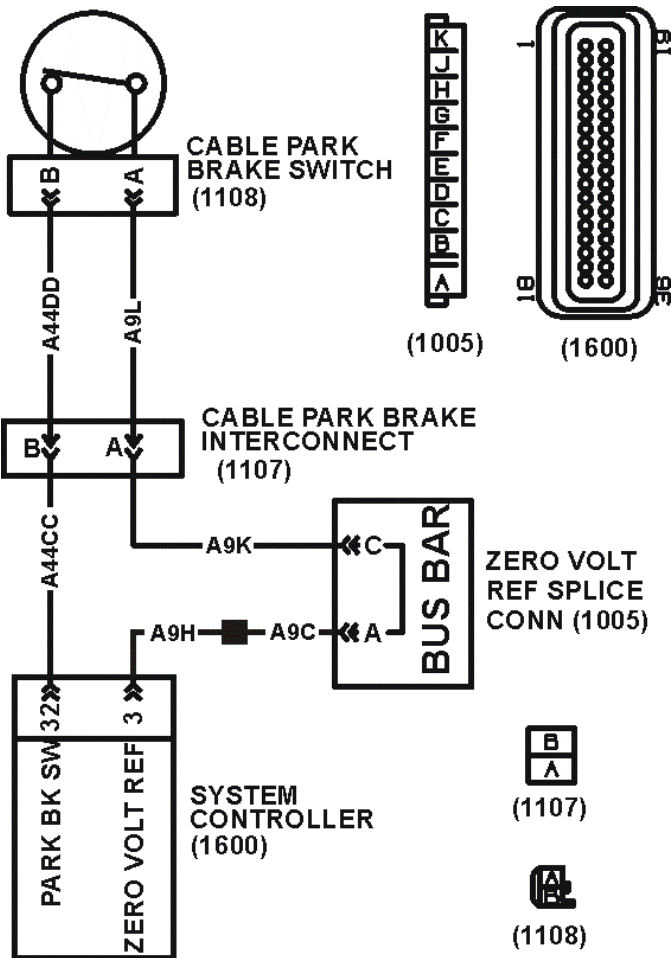 K
J
H
G
F
E
D
C
B
A
(1005)
1
19
18
36
(1600)
B
A
CABLE PARK
BRAKE SWITCH
(1108)
A44DD
A9L
CABLE PARK BRAKE
INTERCONNECT
(1107)
B
A
A44CC
A9K
C
A
BUS BAR
ZERO VOLT
REF SPLICE
CONN (1005)
A9H
A9C
32
3
PARK BK SW
ZERO VOLT REF
SYSTEM
CONTROLLER
(1600)
B
A
(1107)
A
B
(1108)